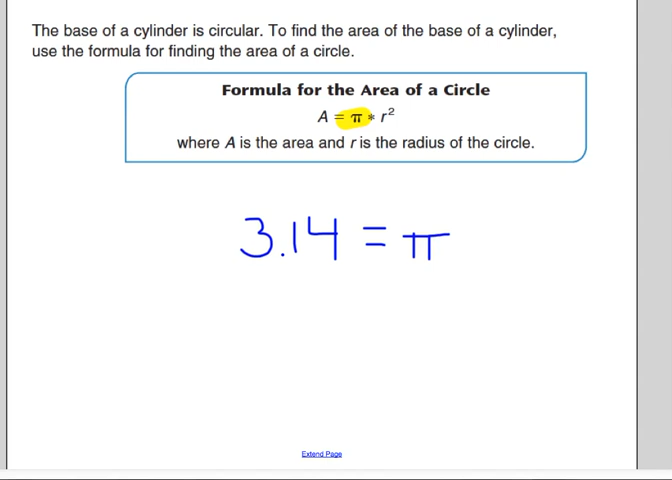 The base of a cylinder is circular. To find the area of the base of a cylinder,
use the formula for finding the area of a circle.
Formula for the Area of a Circle
A = π * r²
where A is the area and r is the radius of the circle.
3.14 = π
Extend Page